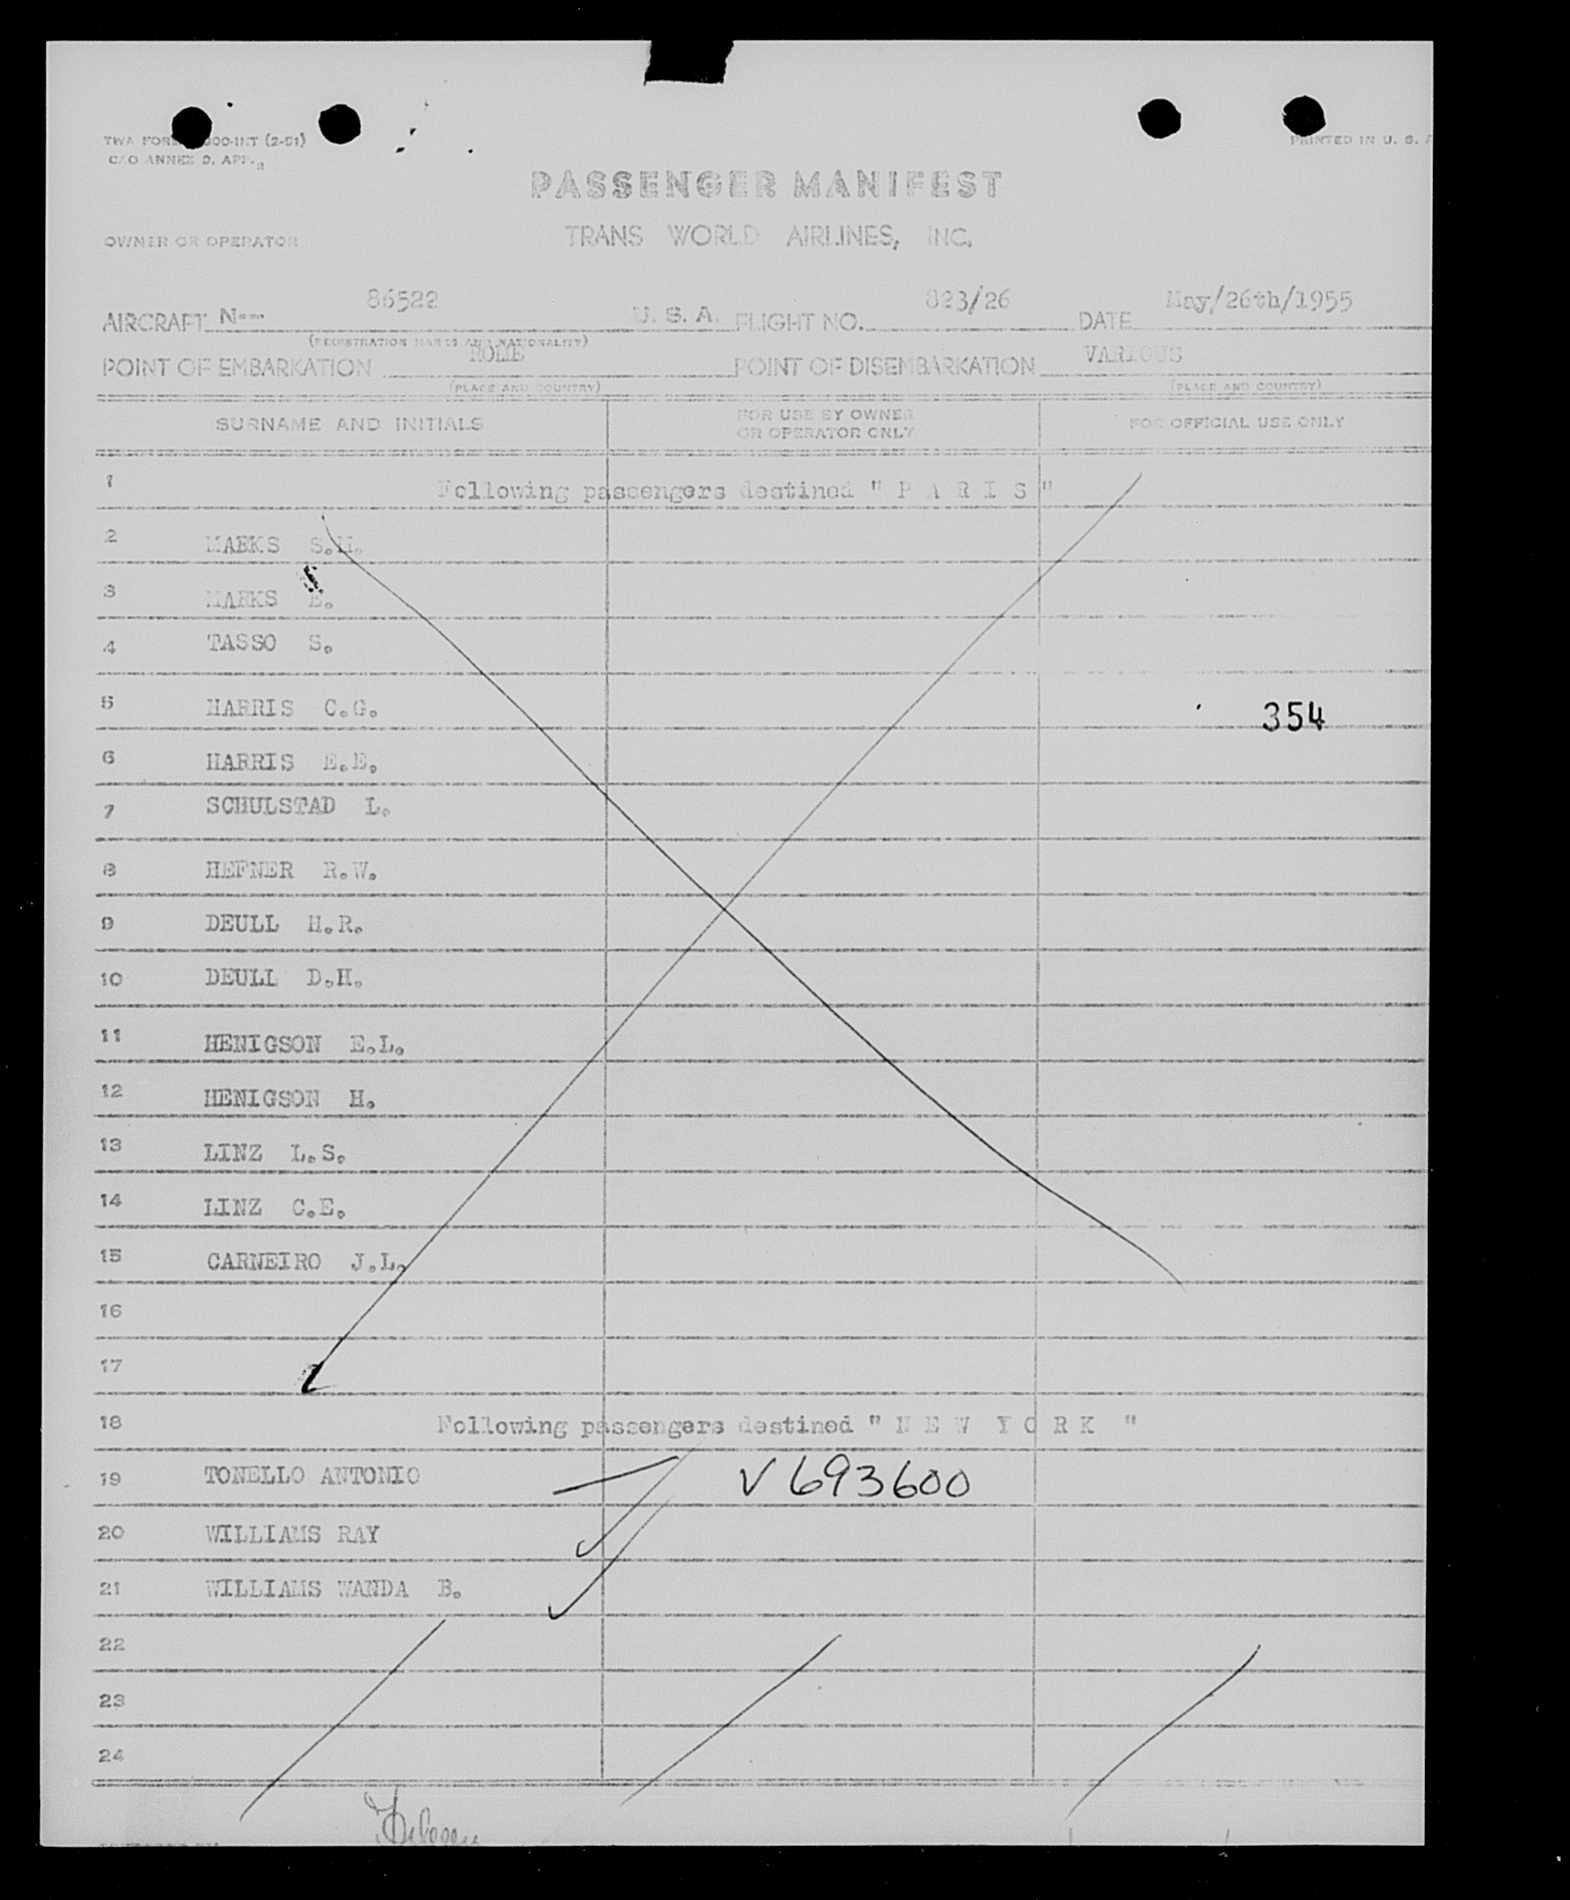 TWA FORM 000-INT (2-51)
C/O ANNEX D, APP.
PRINTED IN U. S. A
PASSENGER MANIFEST
OWNER OR OPERATOR TRANS WORLD AIRLINES, INC.
AIRCRAFT N--- 86522 U. S. A. FLIGHT NO. 823/26 DATE May/26th/1955
(REGISTRATION MARKS AND NATIONALITY)
POINT OF EMBARKATION ROME POINT OF DISEMBARKATION VARIOUS
(PLACE AND COUNTRY) (PLACE AND COUNTRY)
SURNAME AND INITIALS FOR USE BY OWNER OR OPERATOR ONLY FOR OFFICIAL USE ONLY
1 Following passengers destined " P A R I S "
2 MARKS S.H.
3 MARKS E.
4 TASSO S.
5 HARRIS C.G. 354
6 HARRIS E.E.
7 SCHULSTAD L.
8 HEFNER R.W.
9 DEULL H.R.
10 DEULL D.H.
11 HENIGSON E.L.
12 HENIGSON H.
13 LINZ L.S.
14 LINZ C.E.
15 CARNEIRO J.L.
16
17
18 Following passengers destined " N E W Y O R K "
19 TONELLO ANTONIO V 693600
20 WILLIAMS RAY
21 WILLIAMS WANDA B.
22
23
24